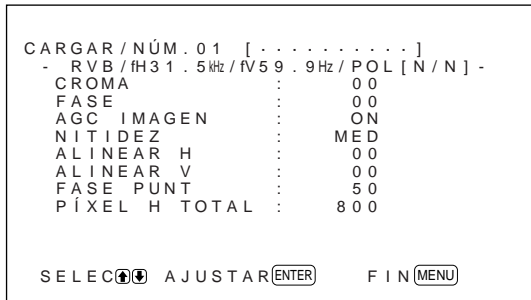 CARGAR/NÚM.01 [··········]
- RVB/fH31.5kHz/fV59.9Hz/POL[N/N]-
CROMA : 00
FASE : 00
AGC IMAGEN : ON
NITIDEZ : MED
ALINEAR H : 00
ALINEAR V : 00
FASE PUNT : 50
PÍXEL H TOTAL : 800
SELEC↑↓ AJUSTAR ENTER FIN MENU